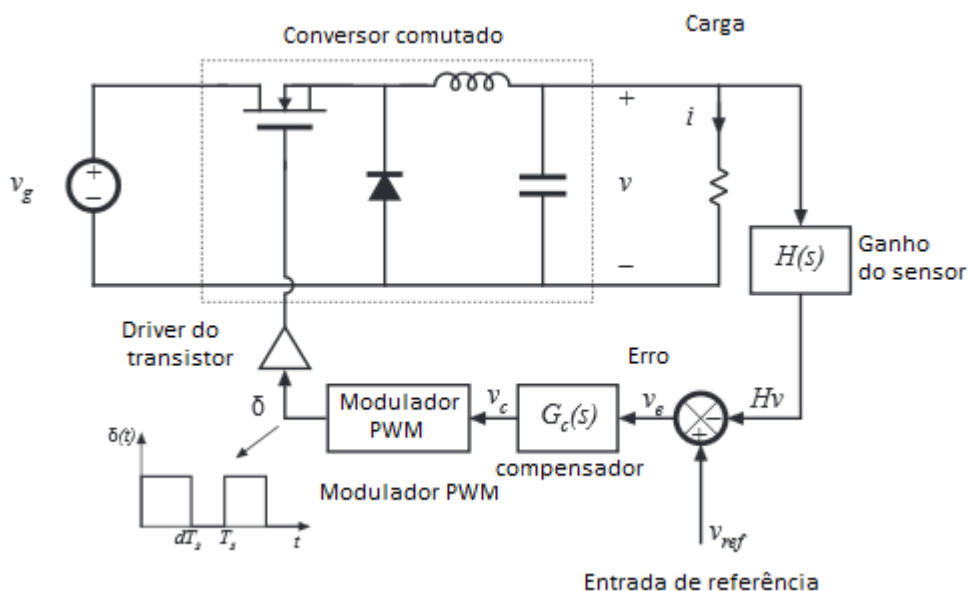 Conversor comutado
Carga
v_g
+
−
+
v
−
i
H(s)
Ganho
do sensor
Driver do
transistor
δ
Modulador
PWM
v_c
G_c(s)
compensador
Erro
v_e
−
+
Hv
δ(t)
dT_s
T_s
t
Modulador PWM
v_ref
Entrada de referência